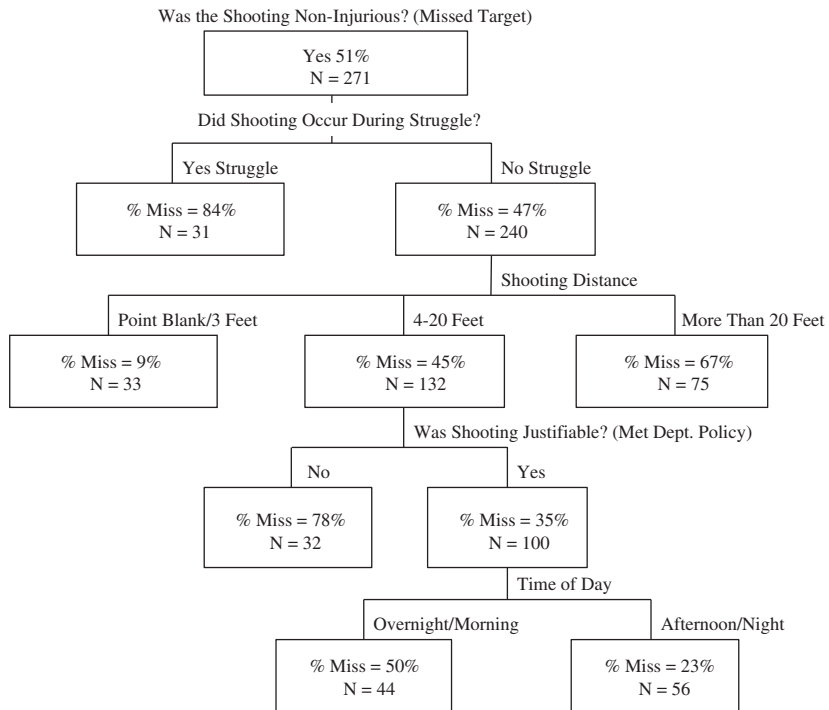 Was the Shooting Non-Injurious? (Missed Target)
Yes 51%
N = 271
Did Shooting Occur During Struggle?
Yes Struggle
No Struggle
% Miss = 84%
N = 31
% Miss = 47%
N = 240
Shooting Distance
Point Blank/3 Feet
4-20 Feet
More Than 20 Feet
% Miss = 9%
N = 33
% Miss = 45%
N = 132
% Miss = 67%
N = 75
Was Shooting Justifiable? (Met Dept. Policy)
No
Yes
% Miss = 78%
N = 32
% Miss = 35%
N = 100
Time of Day
Overnight/Morning
Afternoon/Night
% Miss = 50%
N = 44
% Miss = 23%
N = 56